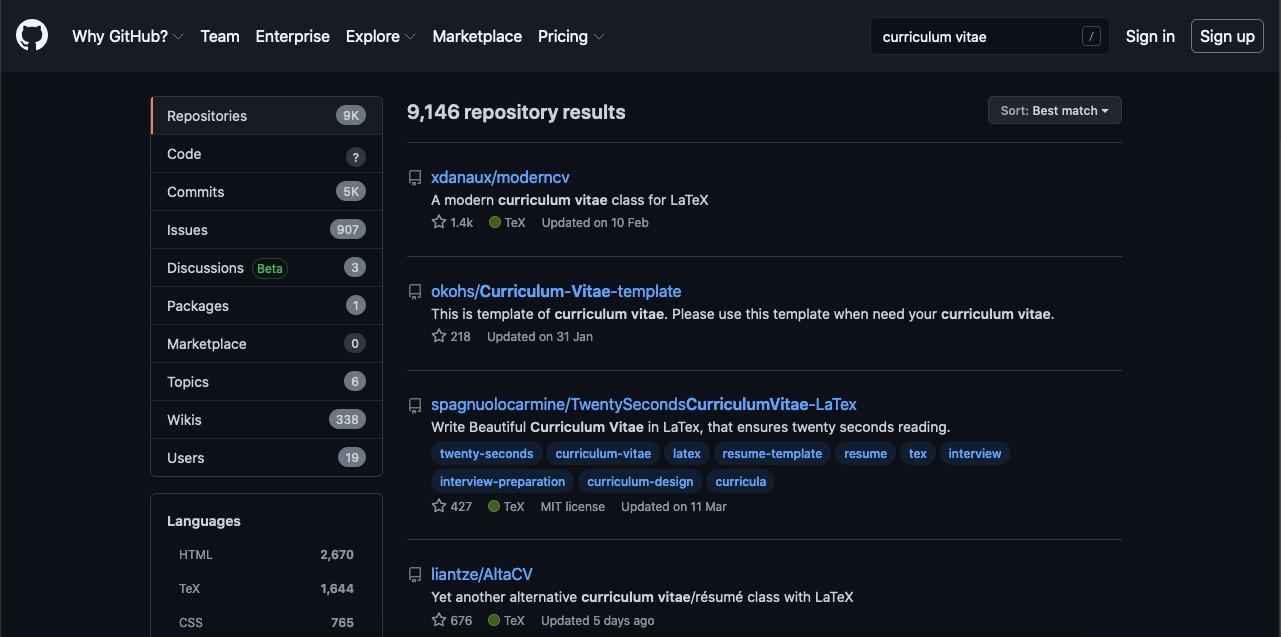 Why GitHub? Team Enterprise Explore Marketplace Pricing curriculum vitae / Sign in Sign up
Repositories 9K
Code ?
Commits 5K
Issues 907
Discussions Beta 3
Packages 1
Marketplace 0
Topics 6
Wikis 338
Users 19
Languages
HTML 2,670
TeX 1,644
CSS 765
9,146 repository results
Sort: Best match
xdanaux/moderncv
A modern curriculum vitae class for LaTeX
1.4k TeX Updated on 10 Feb
okohs/Curriculum-Vitae-template
This is template of curriculum vitae. Please use this template when need your curriculum vitae.
218 Updated on 31 Jan
spagnuolocarmine/TwentySecondsCurriculumVitae-LaTex
Write Beautiful Curriculum Vitae in LaTex, that ensures twenty seconds reading.
twenty-seconds curriculum-vitae latex resume-template resume tex interview
interview-preparation curriculum-design curricula
427 TeX MIT license Updated on 11 Mar
liantze/AltaCV
Yet another alternative curriculum vitae/résumé class with LaTeX
676 TeX Updated 5 days ago